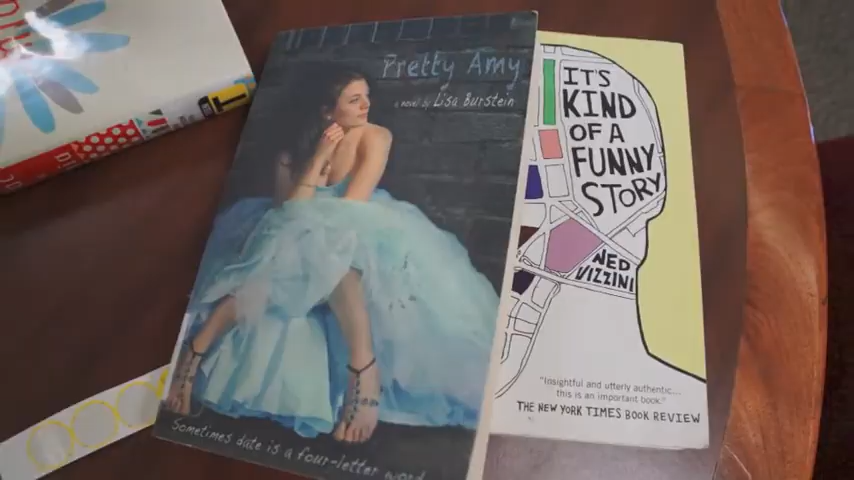 Pretty Amy
a novel by Lisa Burstein
Sometimes date is a four-letter word
IT'S
KIND
OF A
FUNNY
STORY
NED
VIZZINI
"Insightful and utterly authentic...
this is an important book."
THE NEW YORK TIMES BOOK REVIEW